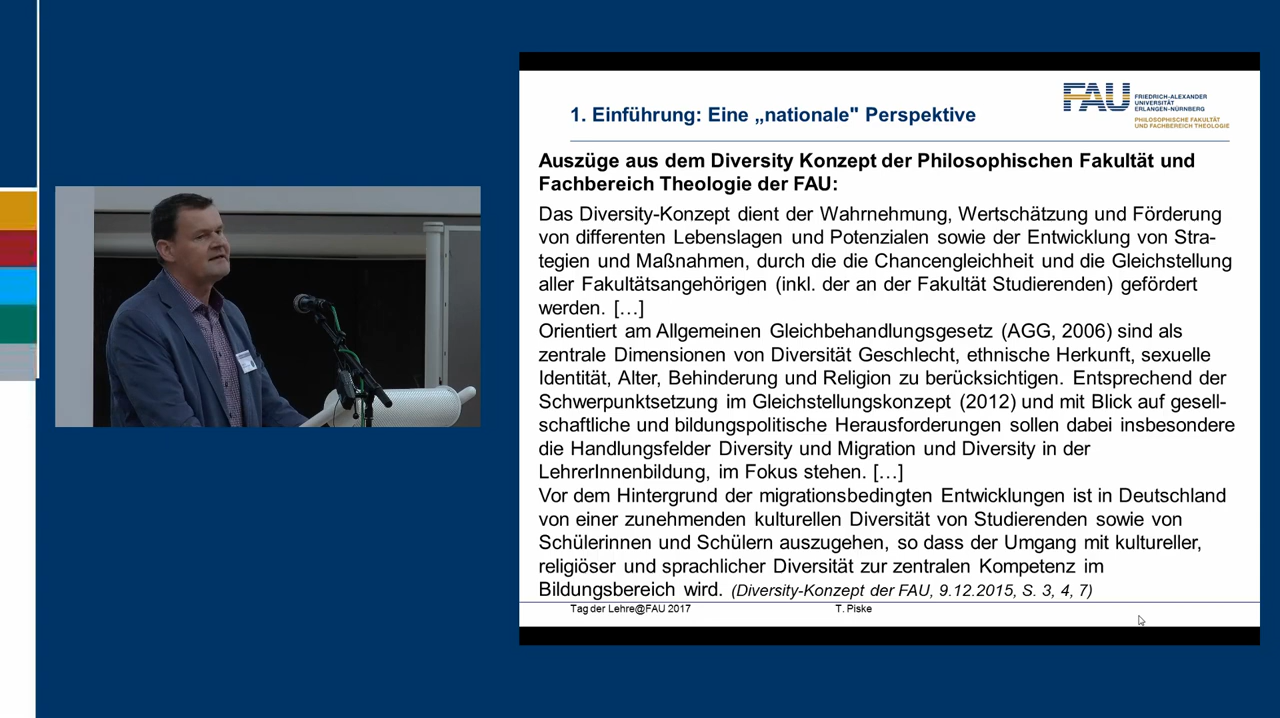 1. Einführung: Eine „nationale" Perspektive
FAU
FRIEDRICH-ALEXANDER
UNIVERSITÄT
ERLANGEN-NÜRNBERG
PHILOSOPHISCHE FAKULTÄT
UND FACHBEREICH THEOLOGIE
Auszüge aus dem Diversity Konzept der Philosophischen Fakultät und
Fachbereich Theologie der FAU:
Das Diversity-Konzept dient der Wahrnehmung, Wertschätzung und Förderung
von differenten Lebenslagen und Potenzialen sowie der Entwicklung von Stra-
tegien und Maßnahmen, durch die die Chancengleichheit und die Gleichstellung
aller Fakultätsangehörigen (inkl. der an der Fakultät Studierenden) gefördert
werden. […]
Orientiert am Allgemeinen Gleichbehandlungsgesetz (AGG, 2006) sind als
zentrale Dimensionen von Diversität Geschlecht, ethnische Herkunft, sexuelle
Identität, Alter, Behinderung und Religion zu berücksichtigen. Entsprechend der
Schwerpunktsetzung im Gleichstellungskonzept (2012) und mit Blick auf gesell-
schaftliche und bildungspolitische Herausforderungen sollen dabei insbesondere
die Handlungsfelder Diversity und Migration und Diversity in der
LehrerInnenbildung, im Fokus stehen. […]
Vor dem Hintergrund der migrationsbedingten Entwicklungen ist in Deutschland
von einer zunehmenden kulturellen Diversität von Studierenden sowie von
Schülerinnen und Schülern auszugehen, so dass der Umgang mit kultureller,
religiöser und sprachlicher Diversität zur zentralen Kompetenz im
Bildungsbereich wird. (Diversity-Konzept der FAU, 9.12.2015, S. 3, 4, 7)
Tag der Lehre@FAU 2017
T. Piske